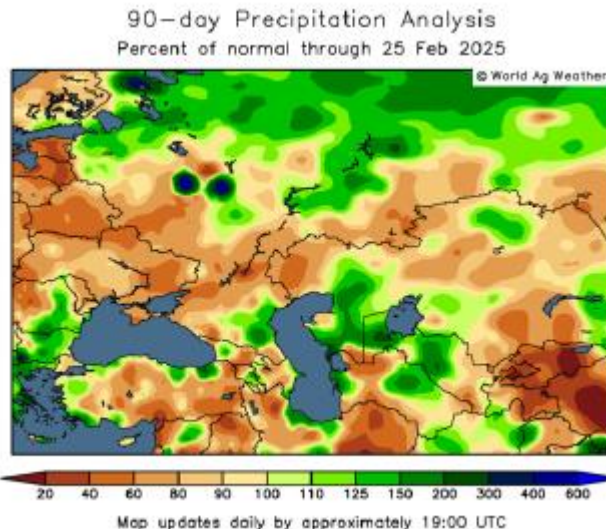 90-day Precipitation Analysis
Percent of normal through 25 Feb 2025
© World Ag Weather
20 40 60 80 90 100 110 125 150 200 300 400 600
Map updates daily by approximately 19:00 UTC